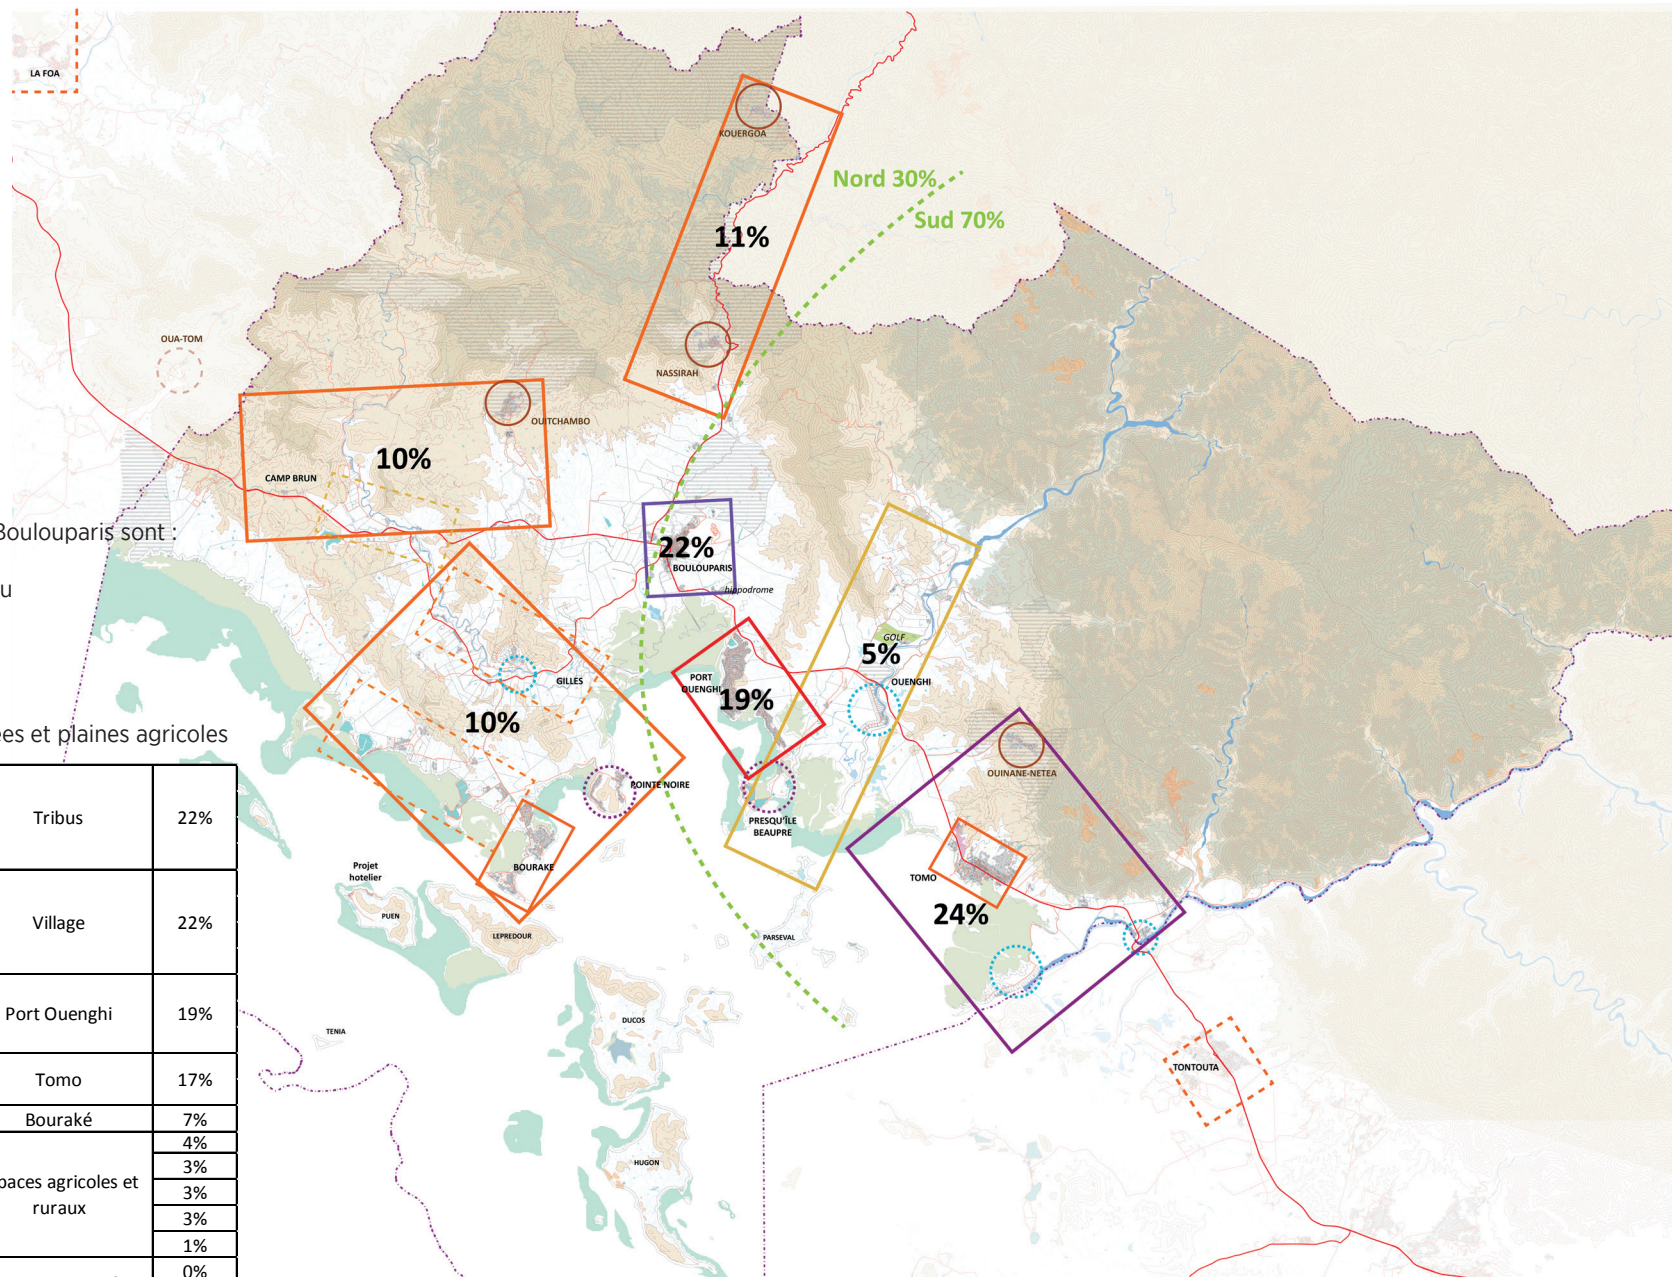 LA FOA
KOUERGOA
Nord 30%
Sud 70%
11%
OUA-TOM
NASSIRAH
OUITCHAMBO
10%
CAMP BRUN
Boulouparis sont :
22%
BOULOUPARIS
hippodrome
GOLF
5%
OUENGHI
PORT
OUENGHI
19%
GILLES
10%
es et plaines agricoles
OUINANE-NETEA
POINTE NOIRE
PRESQU'ÎLE
BEAUPRE
BOURAKE
TOMO
24%
Projet
hotelier
PUEN
LEPREDOUR
PARSEVAL
DUCOS
TENIA
TONTOUTA
HUGON
Tribus 22%
Village 22%
Port Ouenghi 19%
Tomo 17%
Bouraké 7%
4%
3%
paces agricoles et
ruraux
3%
3%
1%
0%